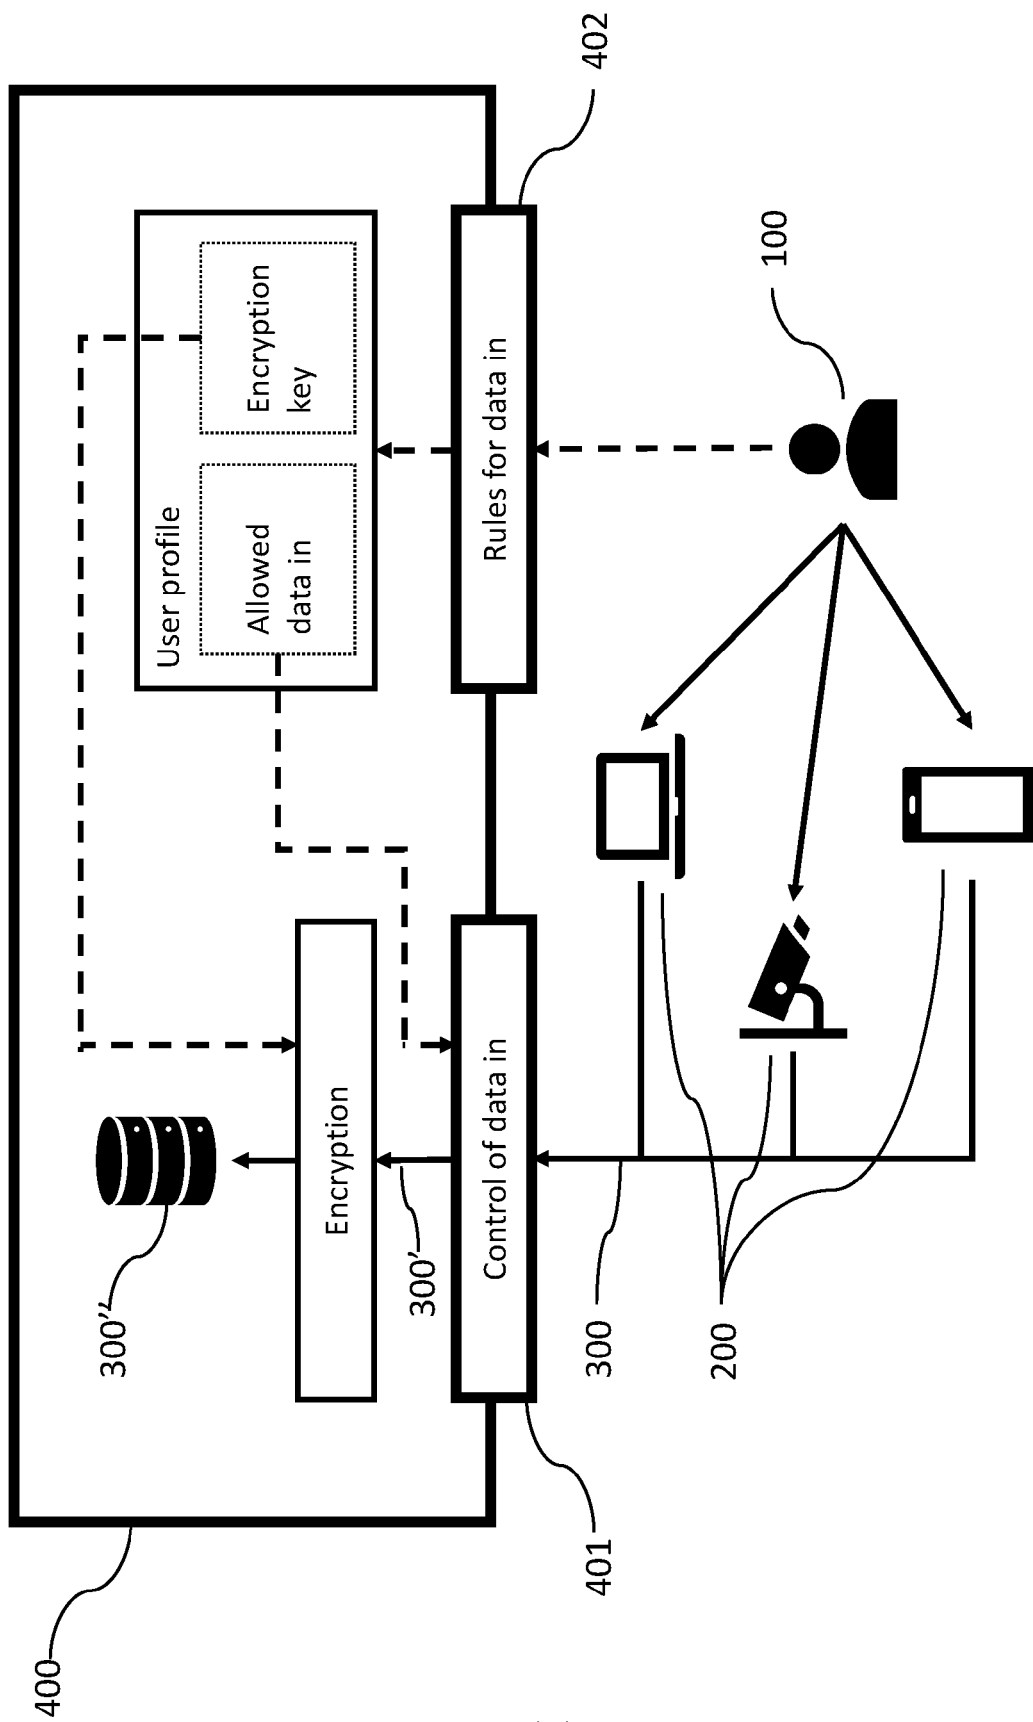 400
300''
User profile
Allowed
data in
Encryption
key
Encryption
300'
Control of data in
Rules for data in
401
402
300
200
100